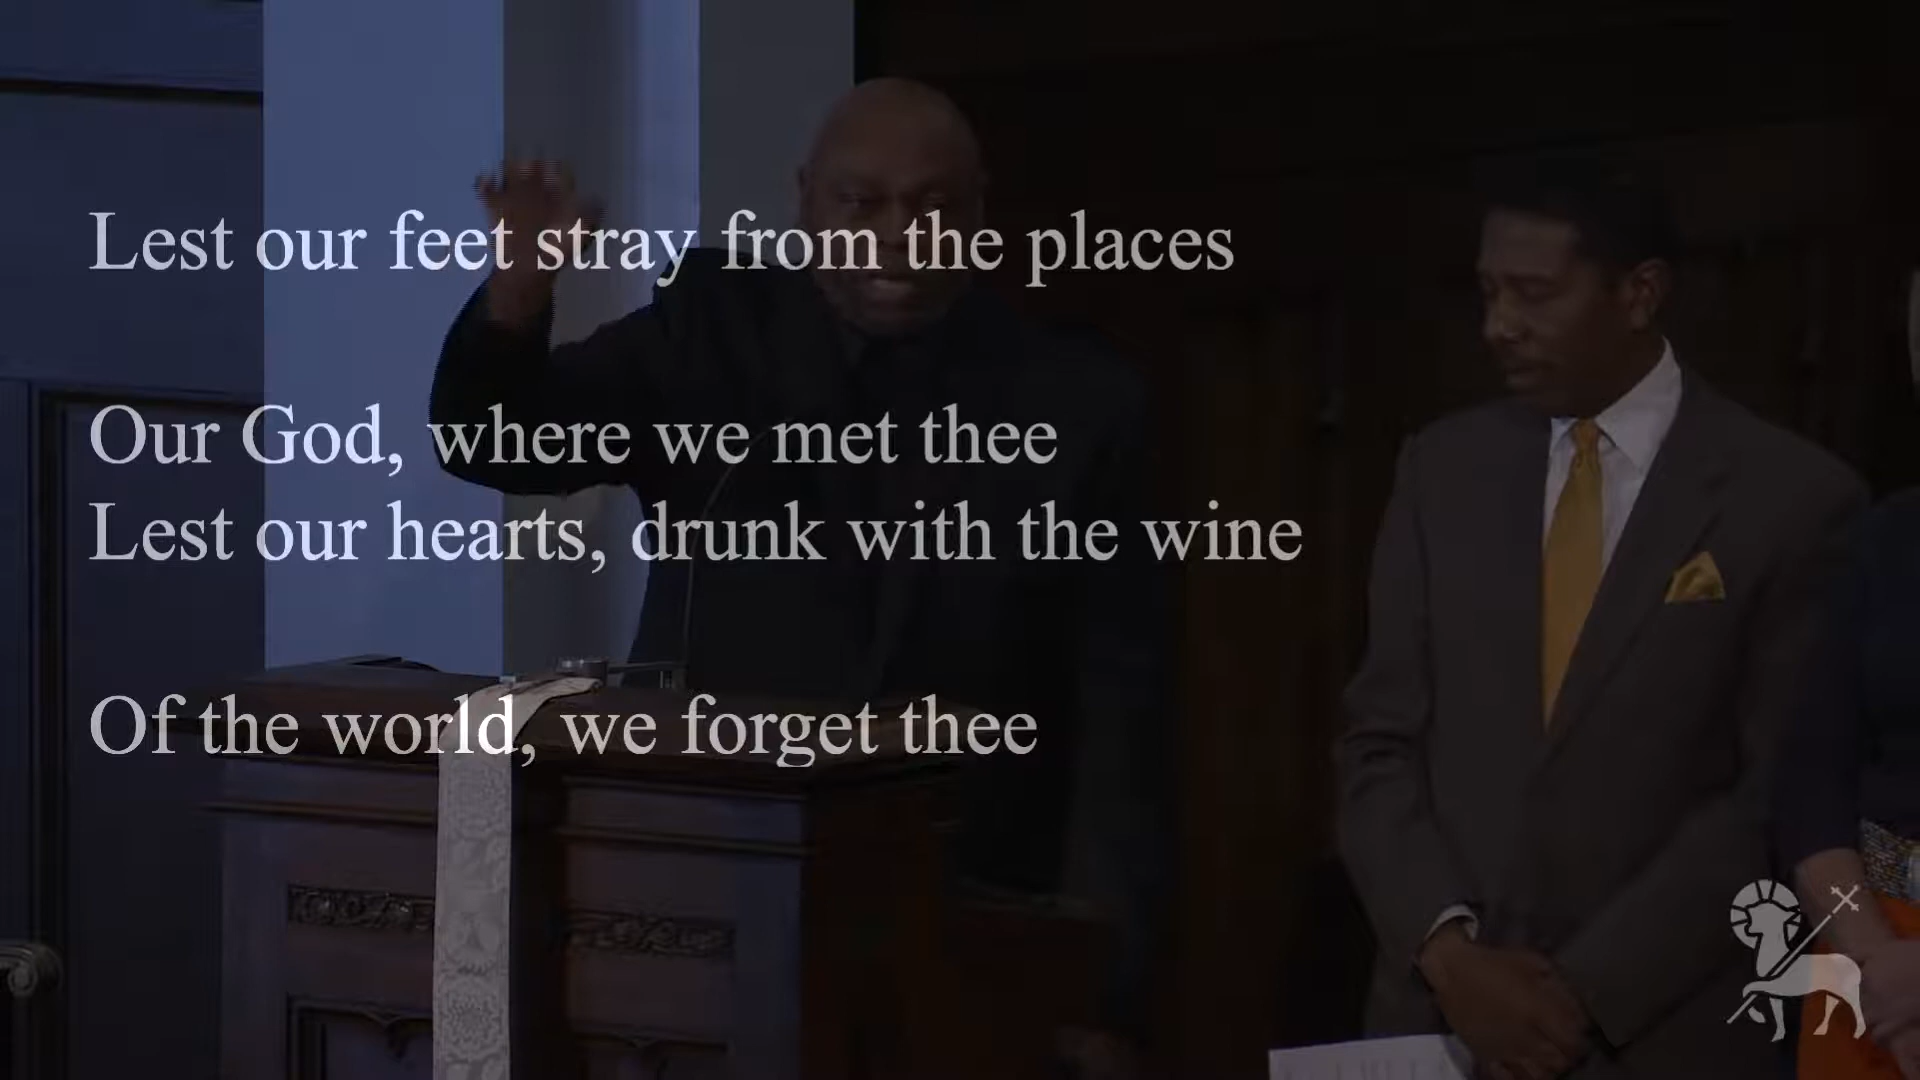 Lest our feet stray from the places
Our God, where we met thee
Lest our hearts, drunk with the wine
Of the world, we forget thee